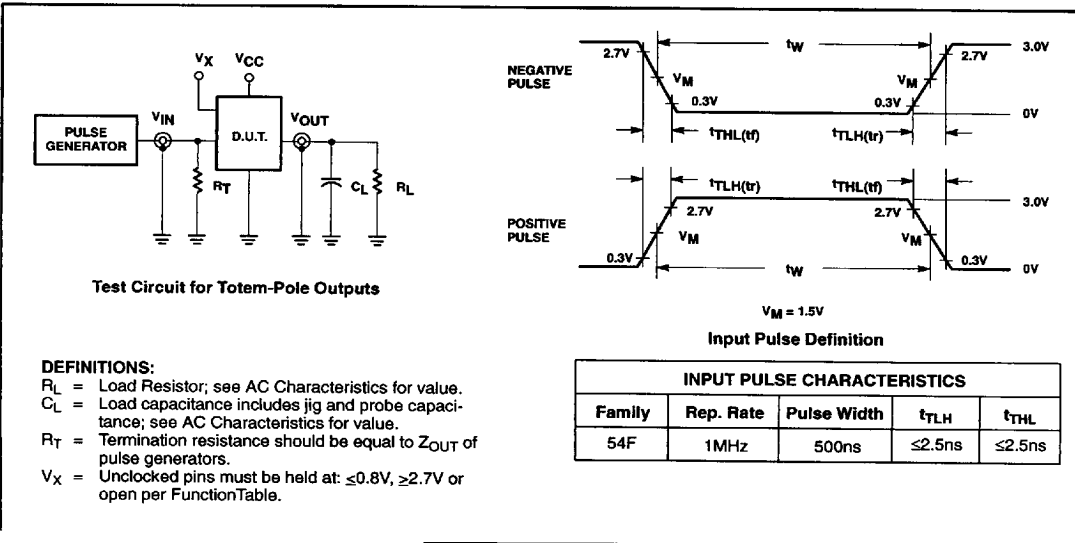 VX VCC
VIN VOUT
PULSE
GENERATOR
D.U.T.
RT CL RL
Test Circuit for Totem-Pole Outputs
NEGATIVE
PULSE
2.7V tW 2.7V 3.0V
VM VM
0.3V 0.3V 0V
tTHL(tf) tTLH(tr)
tTLH(tr) tTHL(tf)
POSITIVE
PULSE
2.7V 2.7V 3.0V
VM VM
0.3V tW 0.3V 0V
VM = 1.5V
Input Pulse Definition
DEFINITIONS:
RL = Load Resistor; see AC Characteristics for value.
CL = Load capacitance includes jig and probe capaci-
tance; see AC Characteristics for value.
RT = Termination resistance should be equal to ZOUT of
pulse generators.
VX = Unclocked pins must be held at: ≤0.8V, ≥2.7V or
open per FunctionTable.
INPUT PULSE CHARACTERISTICS
Family Rep. Rate Pulse Width tTLH tTHL
54F 1MHz 500ns ≤2.5ns ≤2.5ns